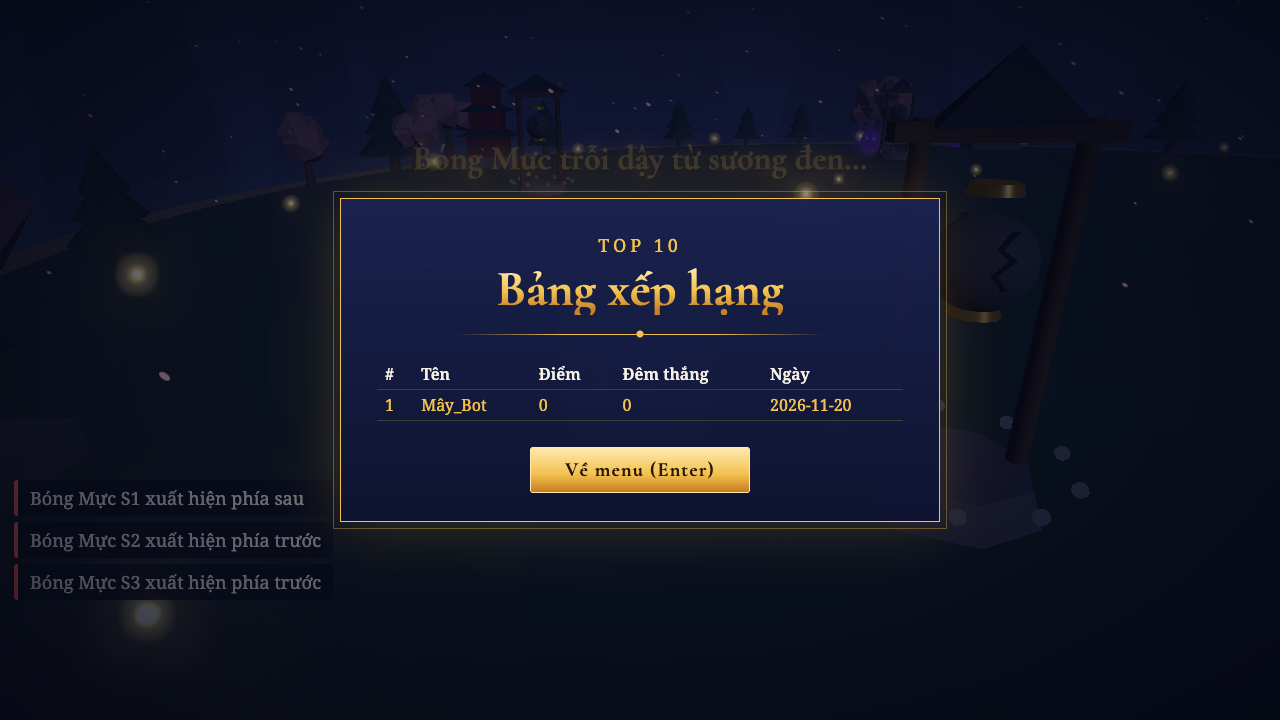 Bóng Mực trỗi dậy từ sương đen...
TOP 10
Bảng xếp hạng
# Tên Điểm Đêm thắng Ngày
1 Mây_Bot 0 0 2026-11-20
Về menu (Enter)
Bóng Mực S1 xuất hiện phía sau
Bóng Mực S2 xuất hiện phía trước
Bóng Mực S3 xuất hiện phía trước